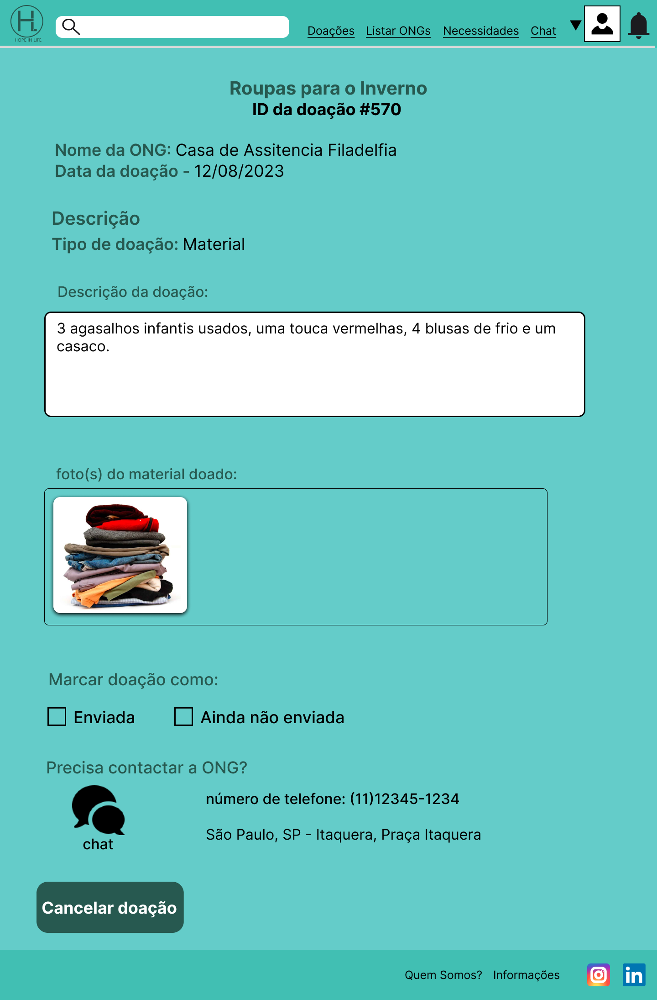 HOPE IN LIFE
Doações Listar ONGs Necessidades Chat
Roupas para o Inverno
ID da doação #570
Nome da ONG: Casa de Assitencia Filadelfia
Data da doação - 12/08/2023
Descrição
Tipo de doação: Material
Descrição da doação:
3 agasalhos infantis usados, uma touca vermelhas, 4 blusas de frio e um
casaco.
foto(s) do material doado:
Marcar doação como:
Enviada Ainda não enviada
Precisa contactar a ONG?
número de telefone: (11)12345-1234
São Paulo, SP - Itaquera, Praça Itaquera
chat
Cancelar doação
Quem Somos? Informações